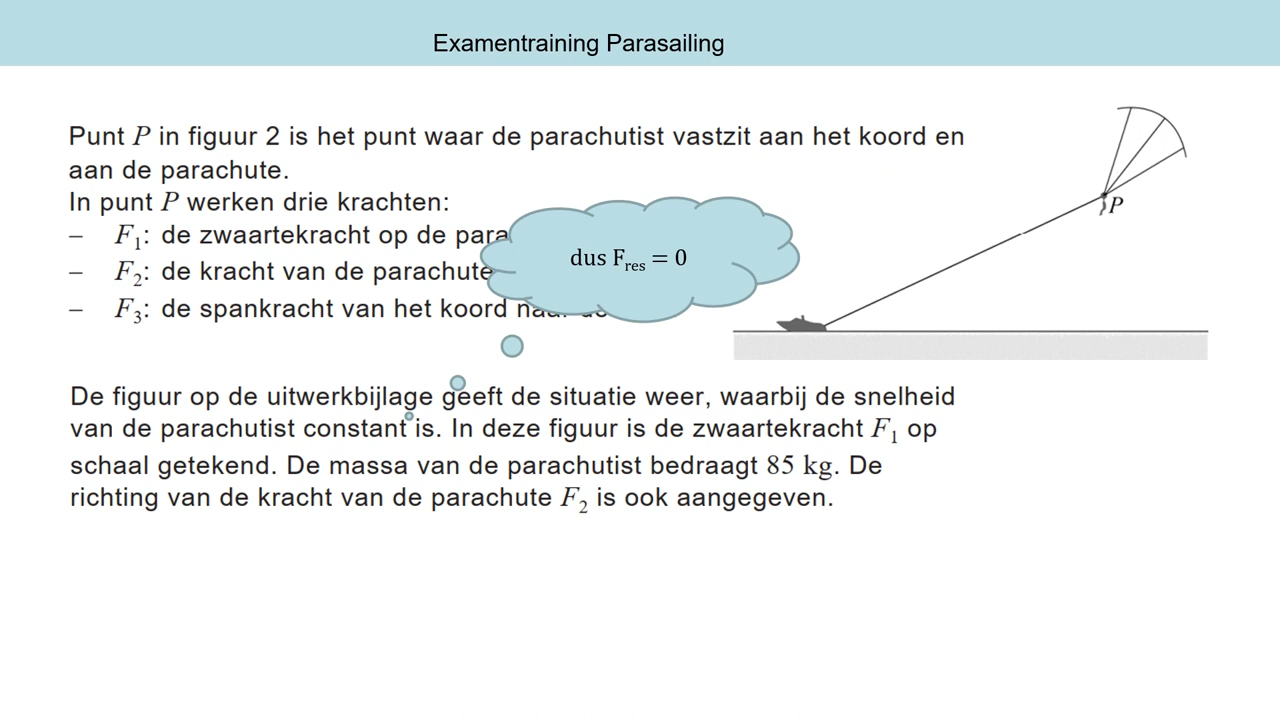 Examentraining Parasailing
Punt P in figuur 2 is het punt waar de parachutist vastzit aan het koord en
aan de parachute.
In punt P werken drie krachten:
– F₁: de zwaartekracht op de para
– F₂: de kracht van de parachute
– F₃: de spankracht van het koord
dus Fres = 0
P
De figuur op de uitwerkbijlage geeft de situatie weer, waarbij de snelheid
van de parachutist constant is. In deze figuur is de zwaartekracht F₁ op
schaal getekend. De massa van de parachutist bedraagt 85 kg. De
richting van de kracht van de parachute F₂ is ook aangegeven.